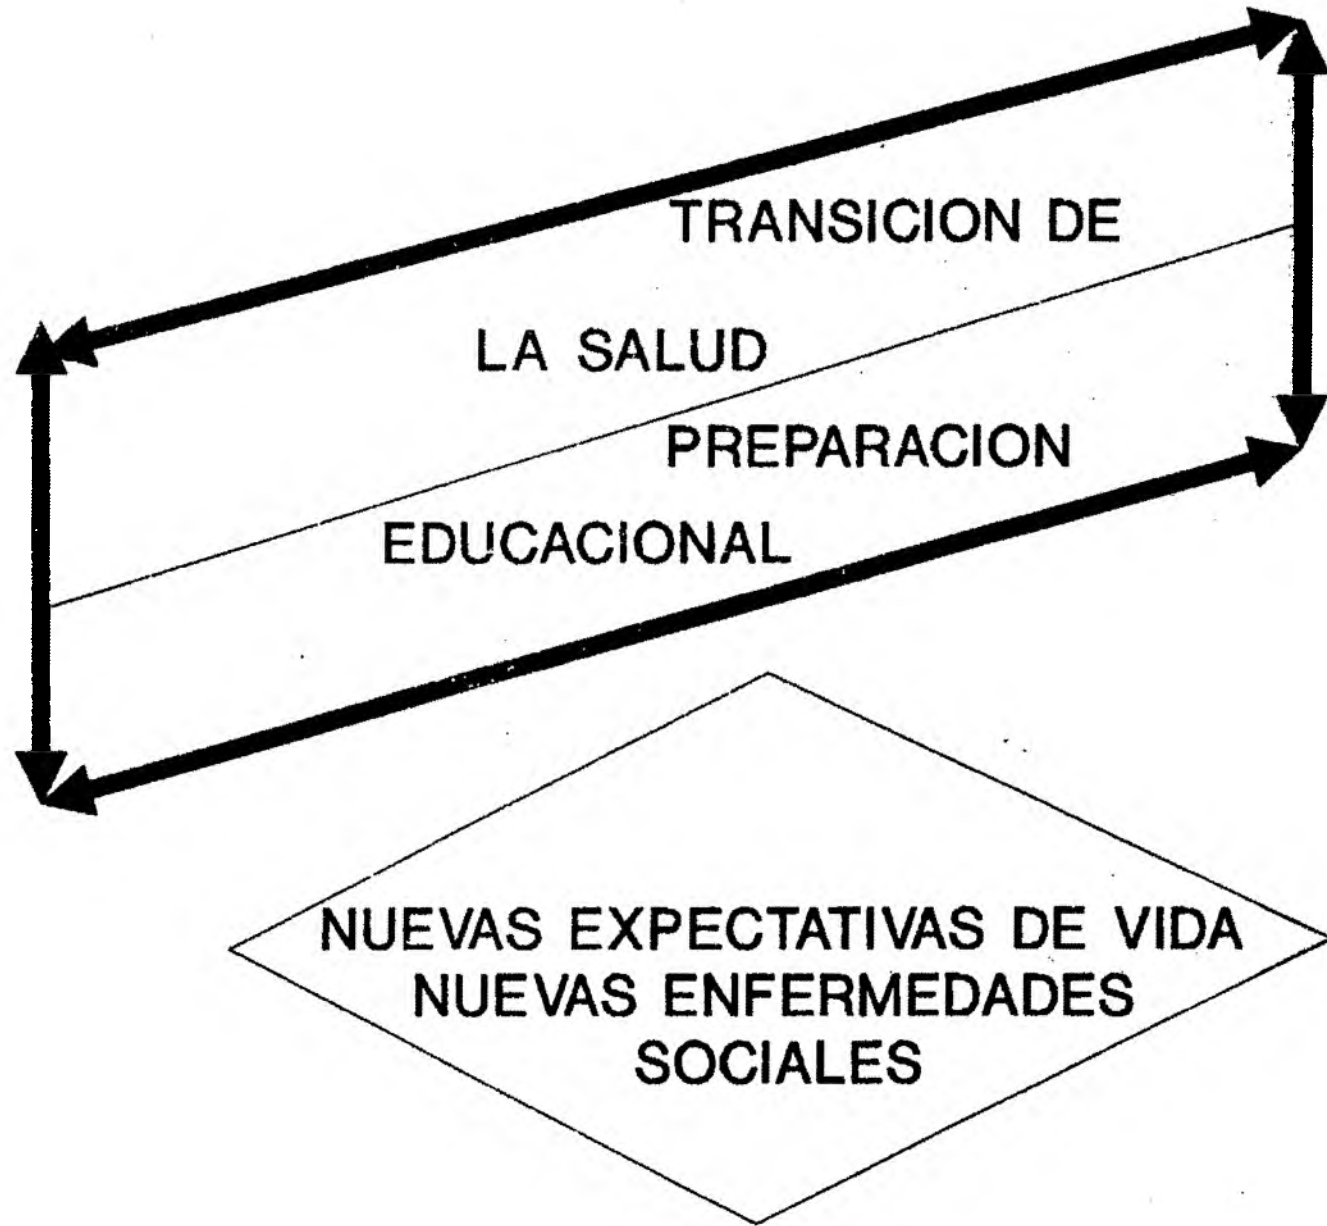 TRANSICION DE
LA SALUD
PREPARACION
EDUCACIONAL
NUEVAS EXPECTATIVAS DE VIDA
NUEVAS ENFERMEDADES
SOCIALES